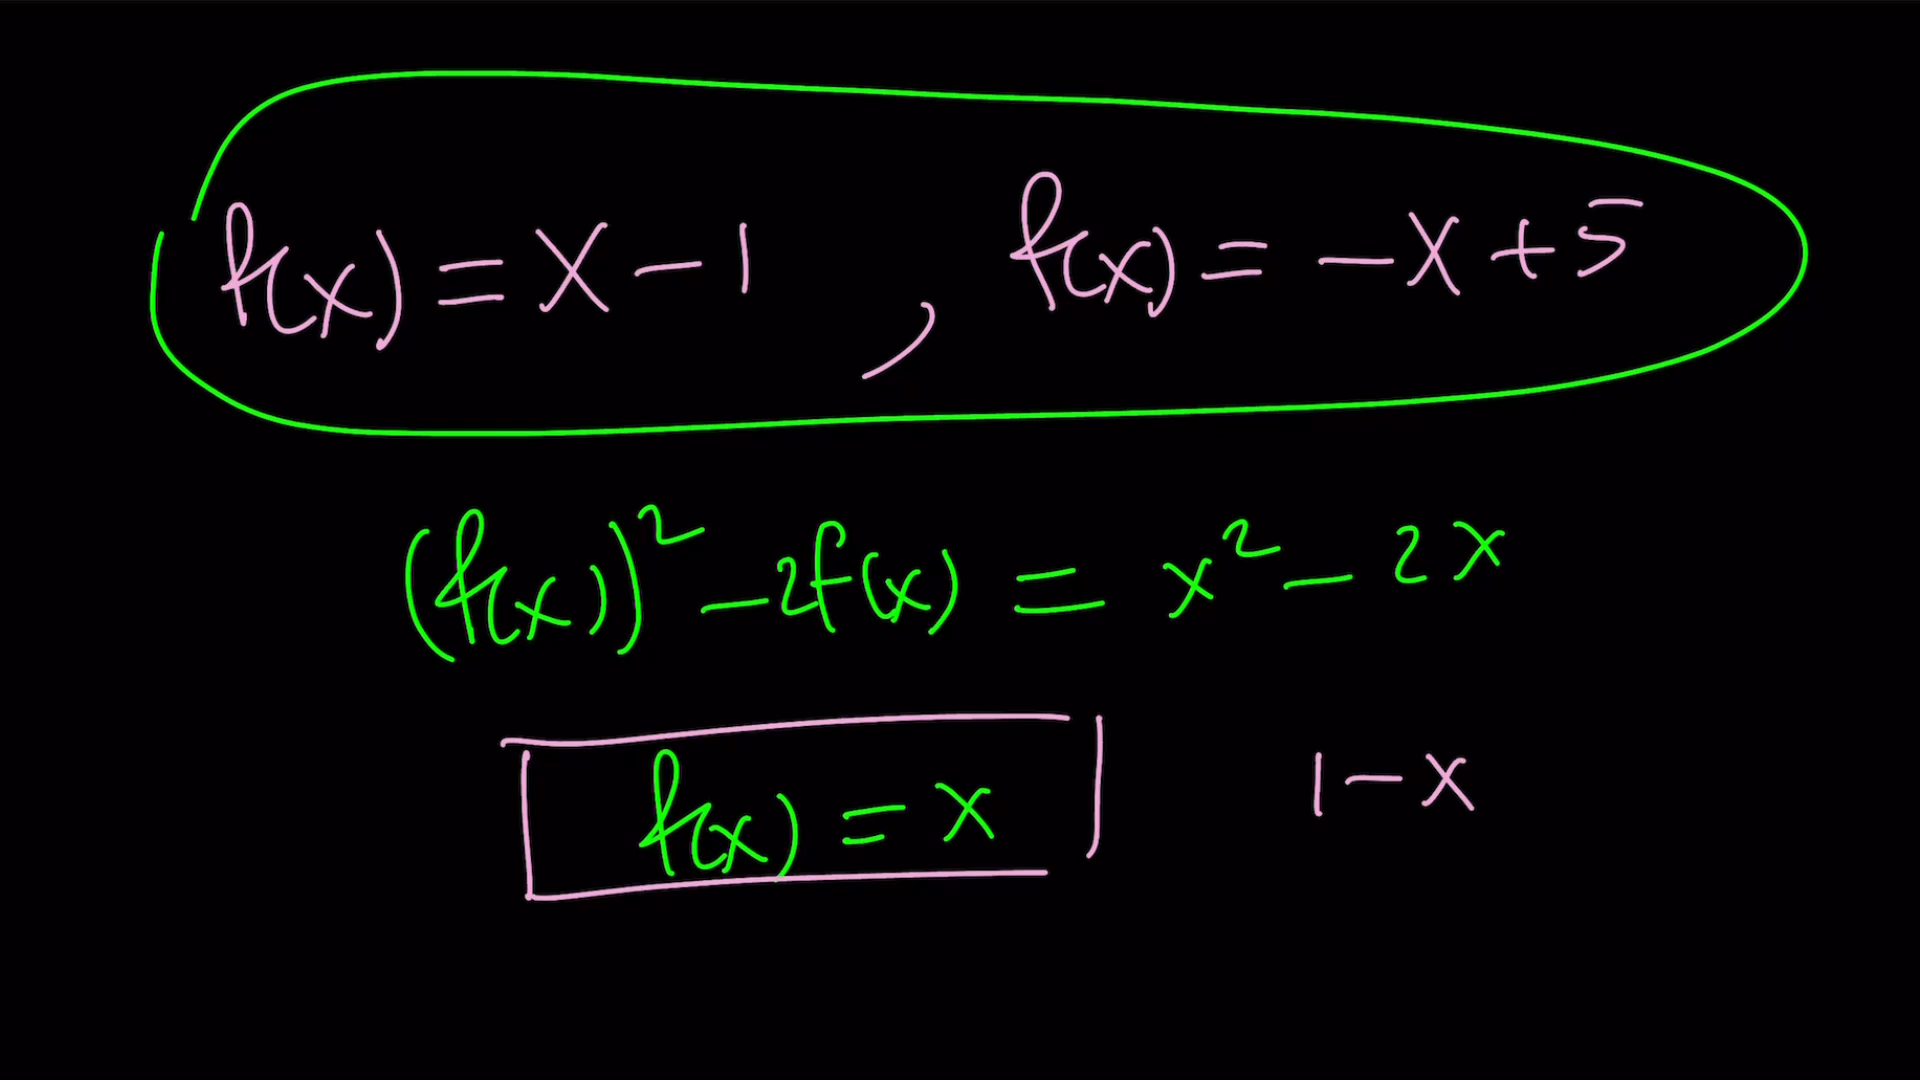 f(x) = x - 1 , f(x) = -x + 5
(f(x))² - 2f(x) = x² - 2x
f(x) = x 1 - x